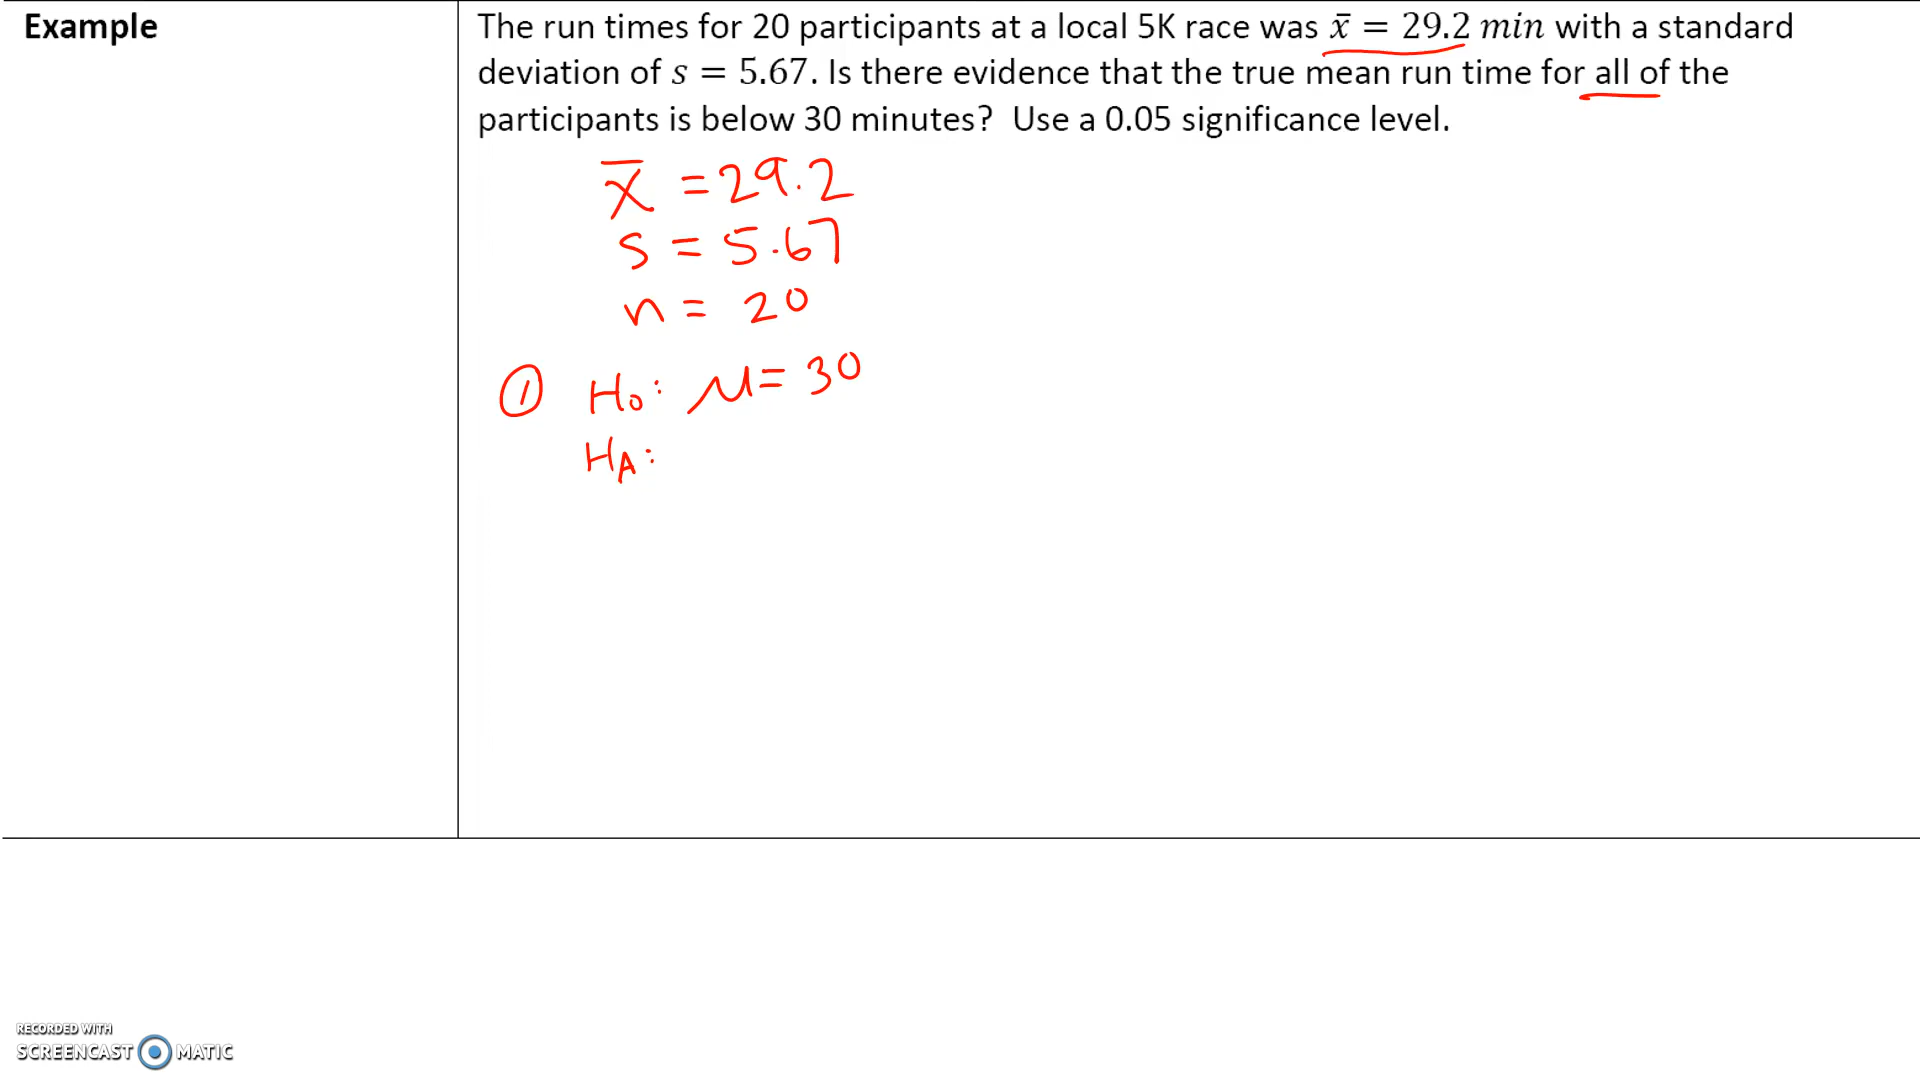 Example
The run times for 20 participants at a local 5K race was x̄ = 29.2 min with a standard
deviation of s = 5.67. Is there evidence that the true mean run time for all of the
participants is below 30 minutes? Use a 0.05 significance level.
x̄ = 29.2
s = 5.67
n = 20
① H₀: μ = 30
H_A:
RECORDED WITH
SCREENCAST MATIC